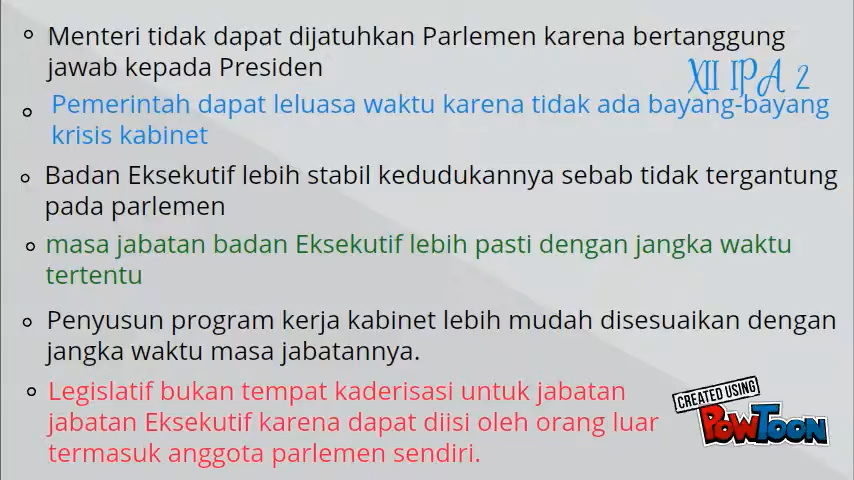 Menteri tidak dapat dijatuhkan Parlemen karena bertanggung
jawab kepada Presiden
XII IPA 2
Pemerintah dapat leluasa waktu karena tidak ada bayang-bayang
krisis kabinet
Badan Eksekutif lebih stabil kedudukannya sebab tidak tergantung
pada parlemen
masa jabatan badan Eksekutif lebih pasti dengan jangka waktu
tertentu
Penyusun program kerja kabinet lebih mudah disesuaikan dengan
jangka waktu masa jabatannya.
Legislatif bukan tempat kaderisasi untuk jabatan
jabatan Eksekutif karena dapat diisi oleh orang luar
termasuk anggota parlemen sendiri.
CREATED USING
POWTOON